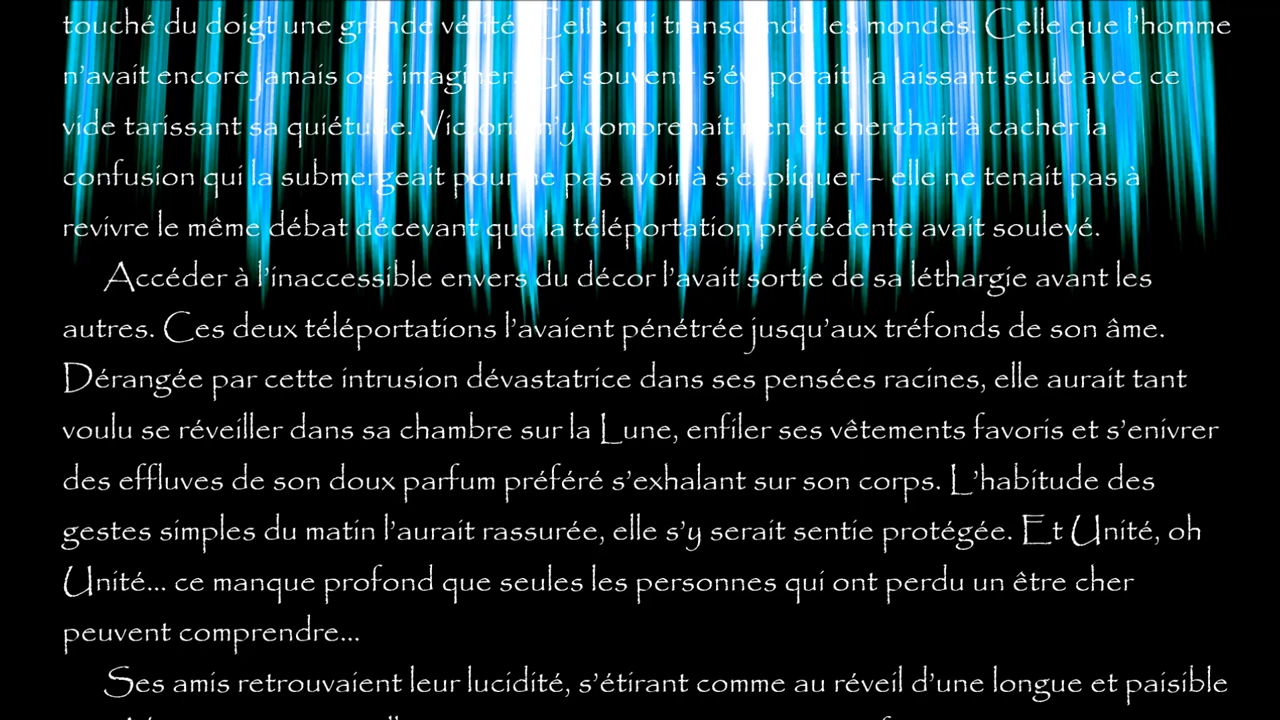 touché du doigt une grande vérité. Celle qui transcende les mondes. Celle que l’homme
n’avait encore jamais osé imaginer. Ce souvenir s’évaporait, la laissant seule avec ce
vide tarissant sa quiétude. Victoria n’y comprenait rien et cherchait à cacher la
confusion qui la submergeait pour ne pas avoir à s’expliquer – elle ne tenait pas à
revivre le même débat décevant que la téléportation précédente avait soulevé.
Accéder à l’inaccessible envers du décor l’avait sortie de sa léthargie avant les
autres. Ces deux téléportations l’avaient pénétrée jusqu’aux tréfonds de son âme.
Dérangée par cette intrusion dévastatrice dans ses pensées racines, elle aurait tant
voulu se réveiller dans sa chambre sur la Lune, enfiler ses vêtements favoris et s’enivrer
des effluves de son doux parfum préféré s’exhalant sur son corps. L’habitude des
gestes simples du matin l’aurait rassurée, elle s’y serait sentie protégée. Et Unité, oh
Unité... ce manque profond que seules les personnes qui ont perdu un être cher
peuvent comprendre...
Ses amis retrouvaient leur lucidité, s’étirant comme au réveil d’une longue et paisible